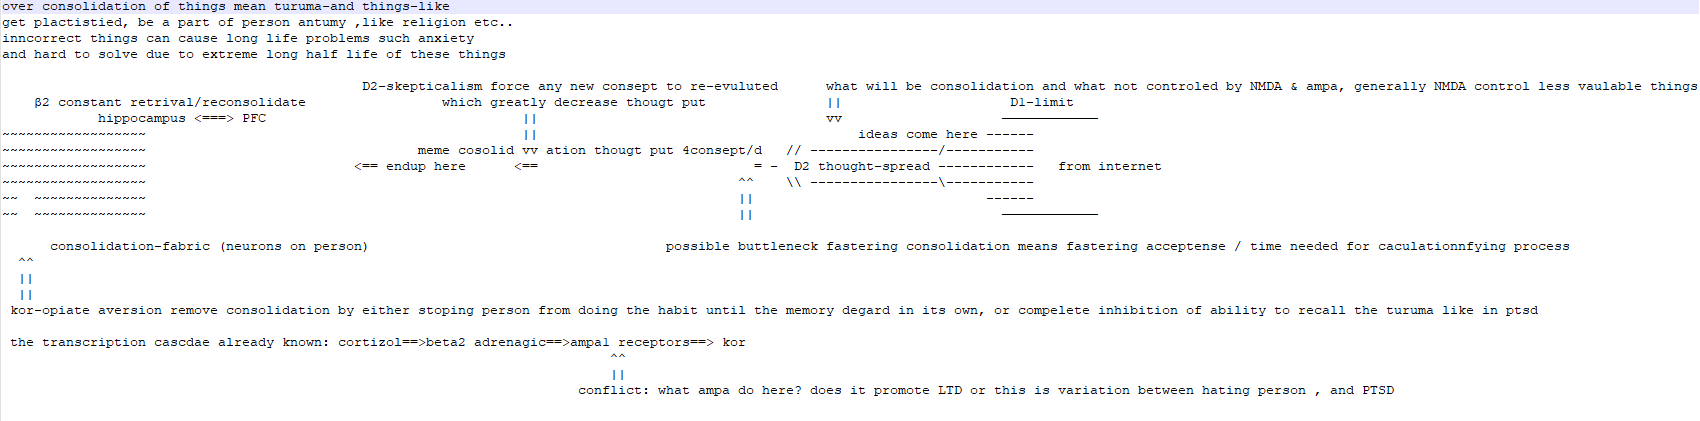 over consolidation of things mean turuma-and things-like
get plactistied, be a part of person antumy ,like religion etc..
inncorrect things can cause long life problems such anxiety
and hard to solve due to extreme long half life of these things
D2-skepticalism force any new consept to re-evuluted    what will be consolidation and what not controled by NMDA & ampa, generally NMDA control less vaulable things
β2 constant retrival/reconsolidate    which greatly decrease thougt put    ||    D1-limit
hippocampus <===> PFC    ||    vv    ____________
~~~~~~~~~~~~~~~~~~    ||    ideas come here ------
~~~~~~~~~~~~~~~~~~    meme cosolid vv ation thougt put 4consept/d    // ----------------/-----------
~~~~~~~~~~~~~~~~~~    <== endup here    <==    = -  D2 thought-spread ------------    from internet
~~~~~~~~~~~~~~~~~~    ^^    \\ ----------------\-----------
~~  ~~~~~~~~~~~~~~    ||    ------
~~  ~~~~~~~~~~~~~~    ||    ____________
consolidation-fabric (neurons on person)    possible buttleneck fastering consolidation means fastering acceptense / time needed for caculationnfying process
^^
||
||
kor-opiate aversion remove consolidation by either stoping person from doing the habit until the memory degard in its own, or compelete inhibition of ability to recall the turuma like in ptsd
the transcription cascdae already known: cortizol==>beta2 adrenagic==>ampa1 receptors==> kor
^^
||
conflict: what ampa do here? does it promote LTD or this is variation between hating person , and PTSD